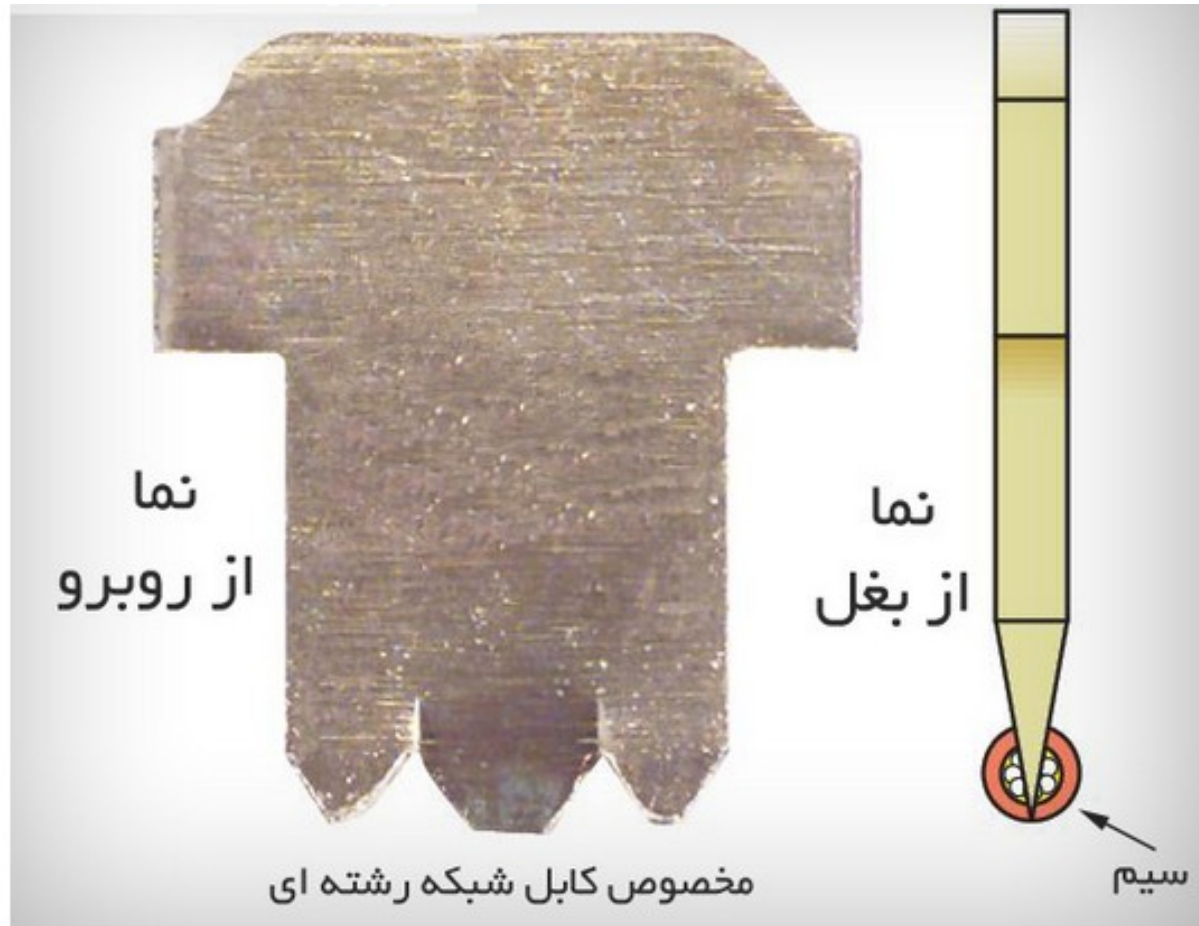 نما
از روبرو
نما
از بغل
مخصوص کابل شبکه رشته ای
سیم